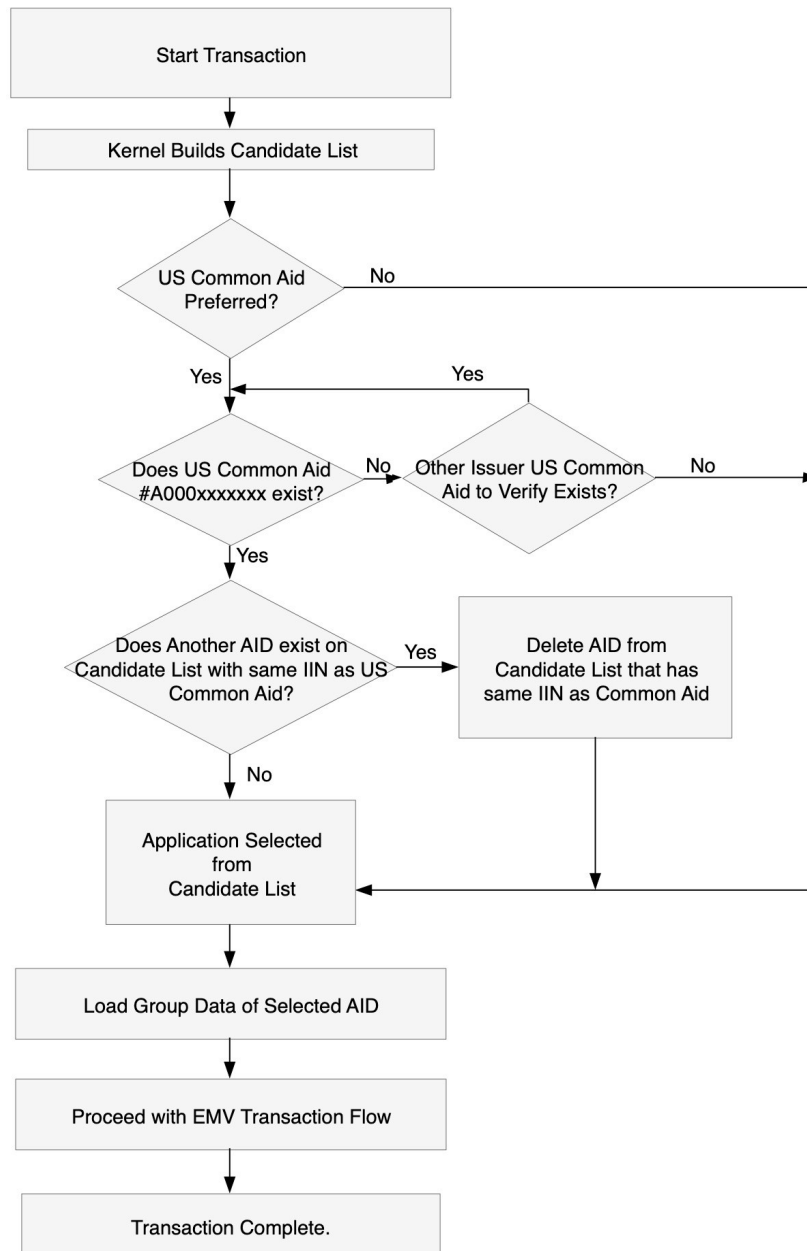 Start Transaction
Kernel Builds Candidate List
US Common Aid
Preferred?
No
Yes
Yes
Does US Common Aid
#A000xxxxxxx exist?
No
Other Issuer US Common
Aid to Verify Exists?
No
Yes
Does Another AID exist on
Candidate List with same IIN as US
Common Aid?
Yes
Delete AID from
Candidate List that has
same IIN as Common Aid
No
Application Selected
from
Candidate List
Load Group Data of Selected AID
Proceed with EMV Transaction Flow
Transaction Complete.